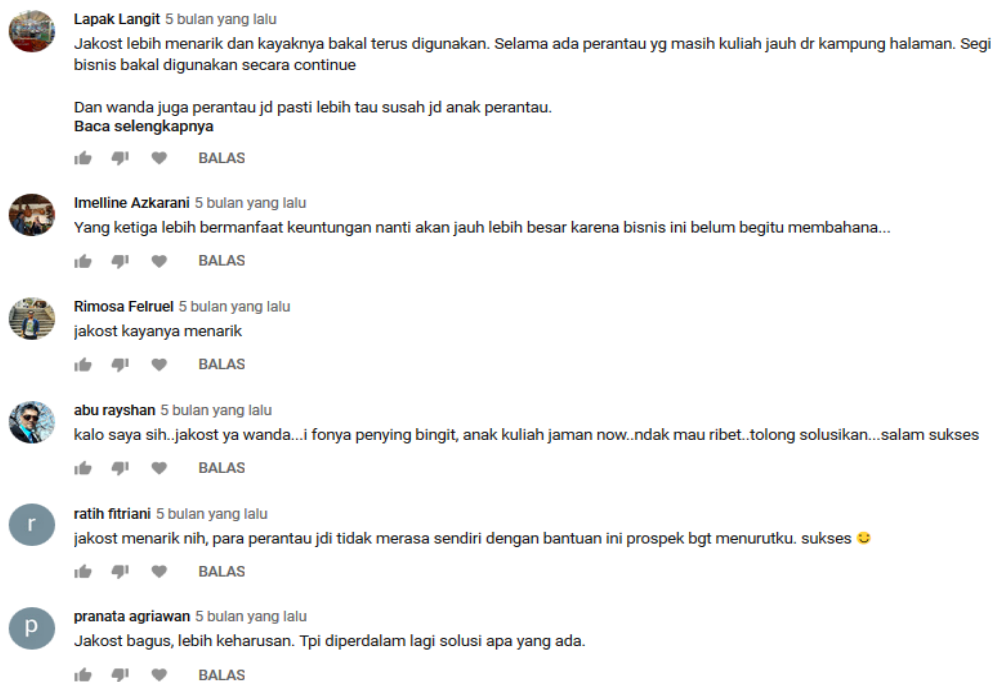 Lapak Langit 5 bulan yang lalu
Jakost lebih menarik dan kayaknya bakal terus digunakan. Selama ada perantau yg masih kuliah jauh dr kampung halaman. Segi
bisnis bakal digunakan secara continue
Dan wanda juga perantau jd pasti lebih tau susah jd anak perantau.
Baca selengkapnya
BALAS
Imelline Azkarani 5 bulan yang lalu
Yang ketiga lebih bermanfaat keuntungan nanti akan jauh lebih besar karena bisnis ini belum begitu membahana...
BALAS
Rimosa Felruel 5 bulan yang lalu
jakost kayanya menarik
BALAS
abu rayshan 5 bulan yang lalu
kalo saya sih..jakost ya wanda...i fonya penying bingit, anak kuliah jaman now..ndak mau ribet..tolong solusikan...salam sukses
BALAS
r
ratih fitriani 5 bulan yang lalu
jakost menarik nih, para perantau jdi tidak merasa sendiri dengan bantuan ini prospek bgt menurutku. sukses 😊
BALAS
p
pranata agriawan 5 bulan yang lalu
Jakost bagus, lebih keharusan. Tpi diperdalam lagi solusi apa yang ada.
BALAS